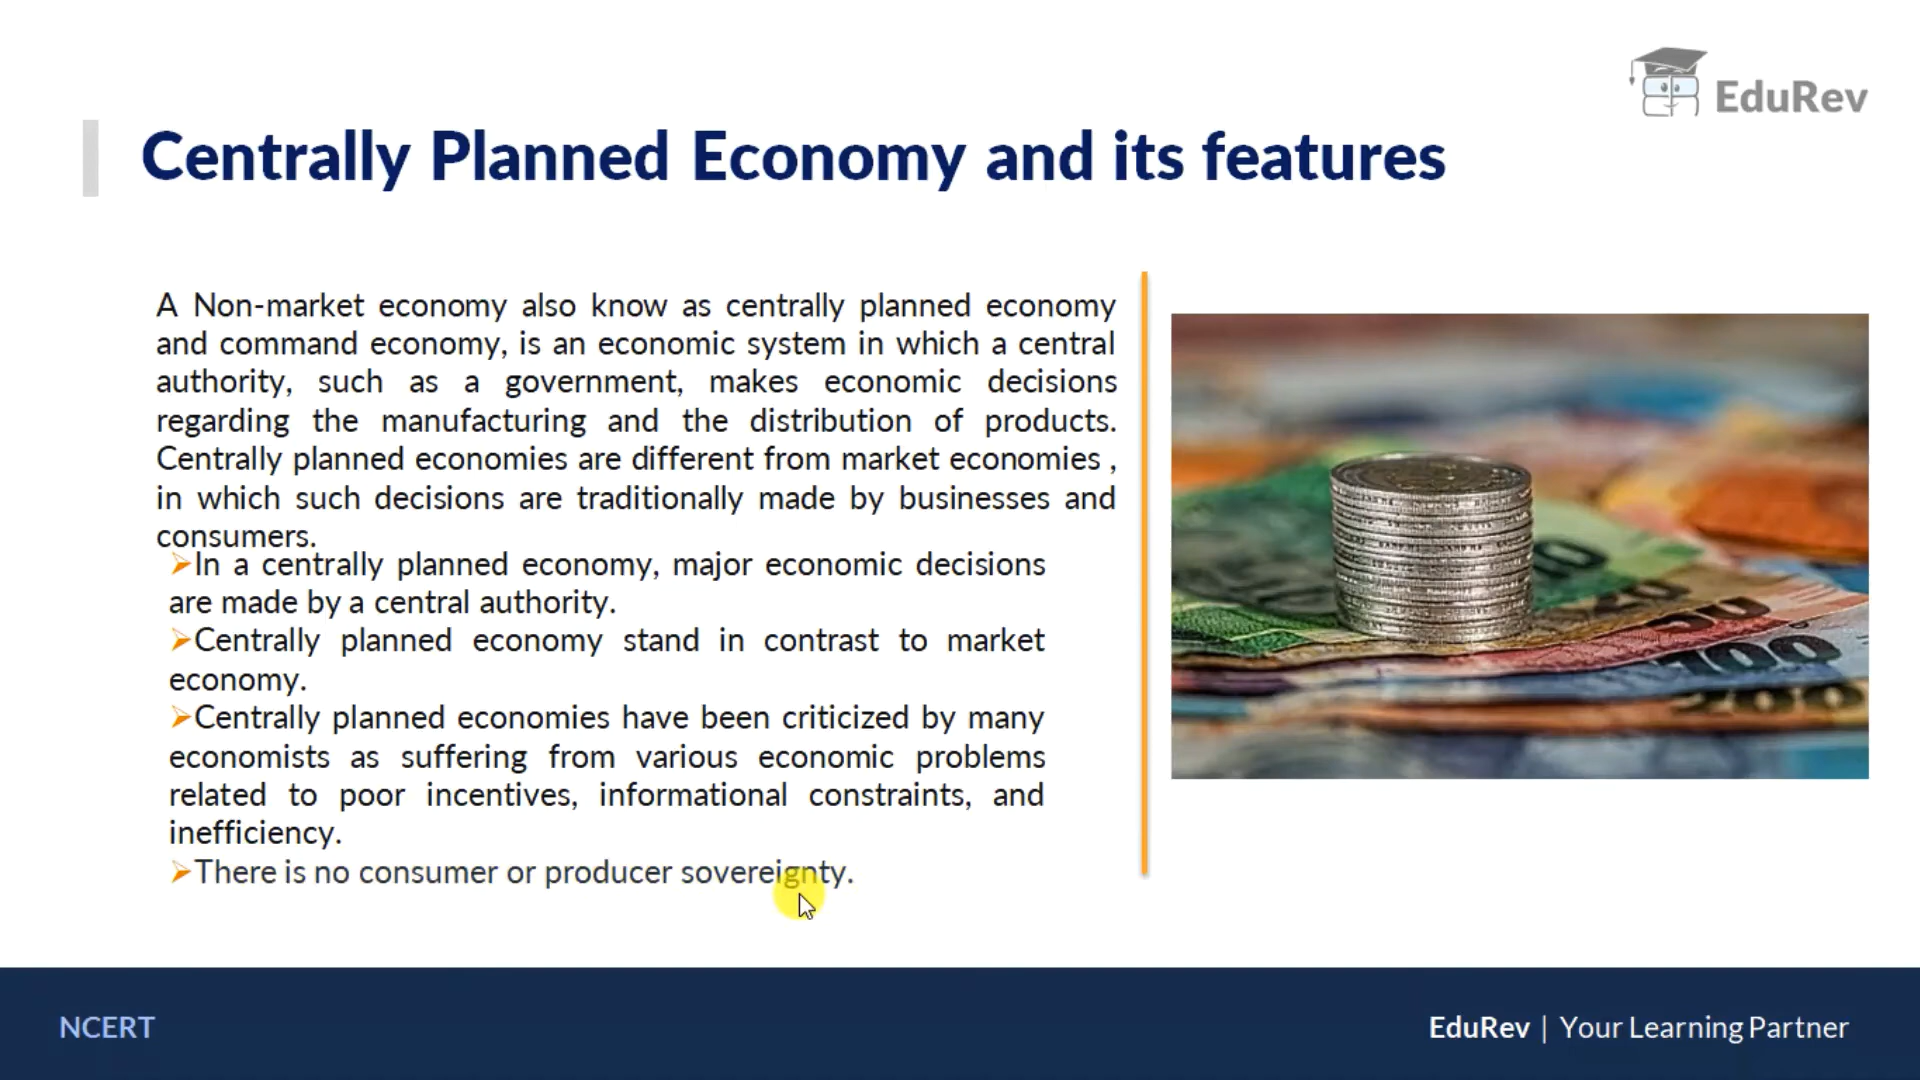 EduRev
Centrally Planned Economy and its features
A Non-market economy also know as centrally planned economy
and command economy, is an economic system in which a central
authority, such as a government, makes economic decisions
regarding the manufacturing and the distribution of products.
Centrally planned economies are different from market economies ,
in which such decisions are traditionally made by businesses and
consumers.
➢In a centrally planned economy, major economic decisions
are made by a central authority.
➢Centrally planned economy stand in contrast to market
economy.
➢Centrally planned economies have been criticized by many
economists as suffering from various economic problems
related to poor incentives, informational constraints, and
inefficiency.
➢There is no consumer or producer sovereignty.
10
20
50
100
200
NCERT
EduRev | Your Learning Partner